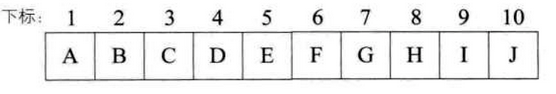 下标: 1 2 3 4 5 6 7 8 9 10
A B C D E F G H I J